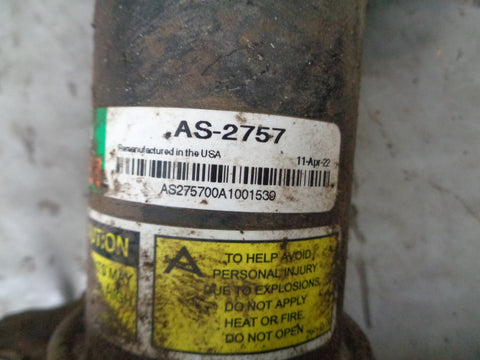 AS-2757
Remanufactured in the USA
11-Apr-22
AS275700A1001539
TO HELP AVOID
PERSONAL INJURY
DUE TO EXPLOSIONS,
DO NOT APPLY
HEAT OR FIRE.
DO NOT OPEN